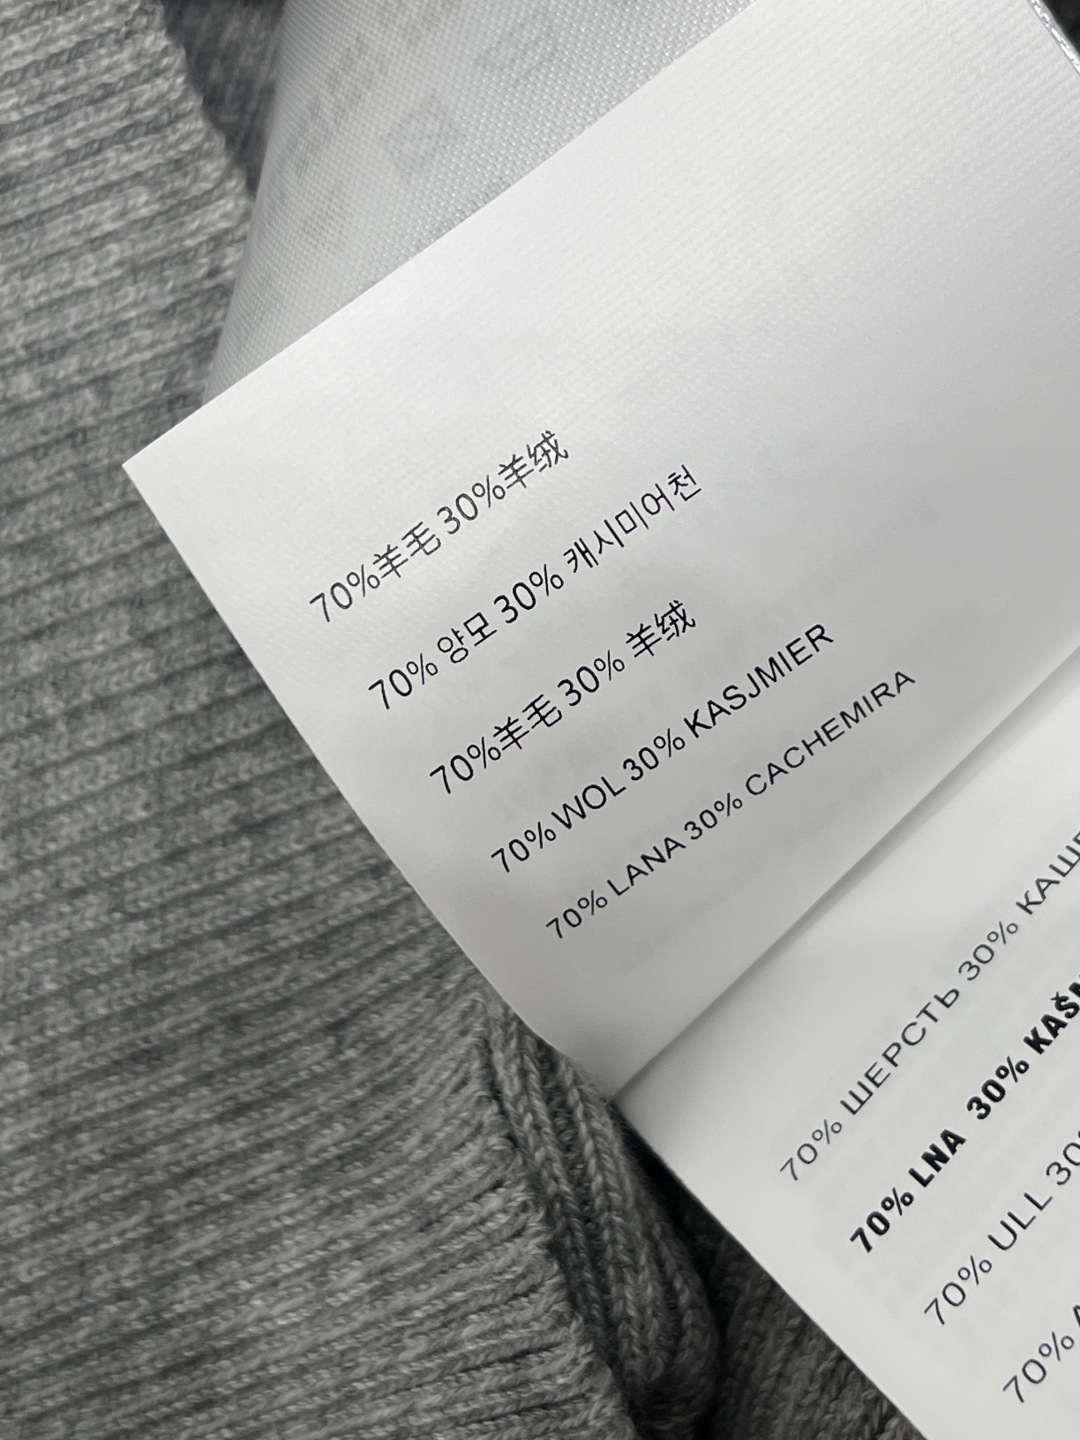 70%羊毛 30%羊绒
70% 양모 30% 캐시미어천
70%羊毛 30% 羊绒
70% WOL 30% KASJMIER
70% LANA 30% CACHEMIRA
70% ШЕРСТЬ 30%
70% LNA 30%
70% ULL
70%